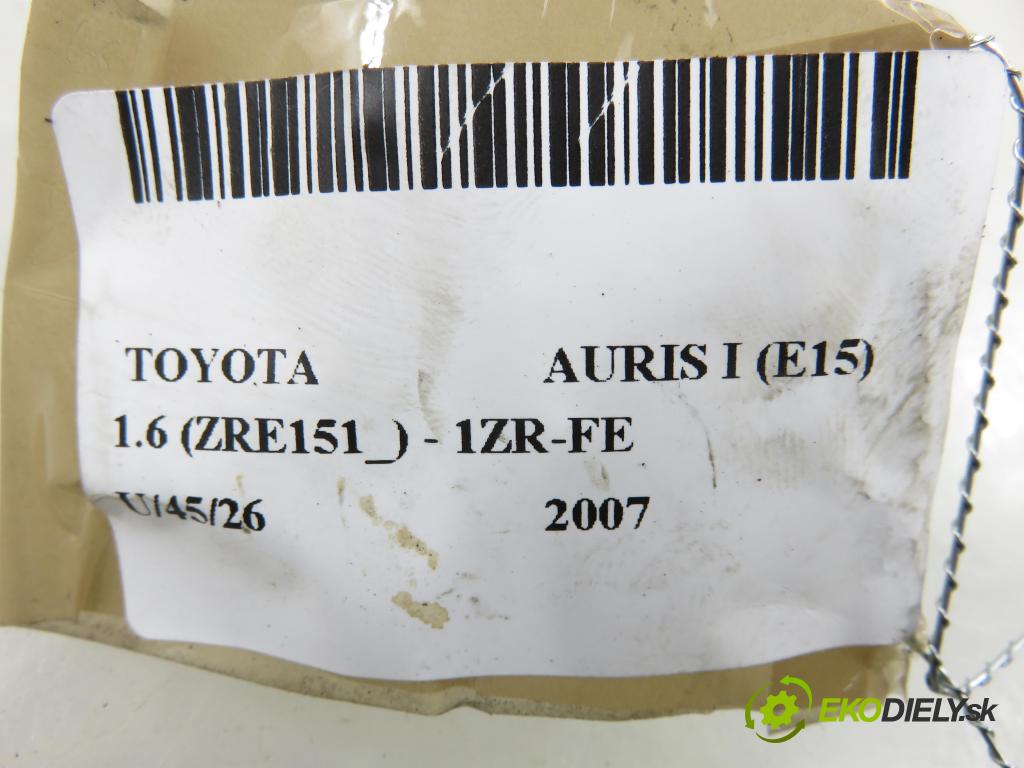 TOYOTA AURIS I (E15)
1.6 (ZRE151_) - 1ZR-FE
U/45/26 2007
EKODIELY.sk